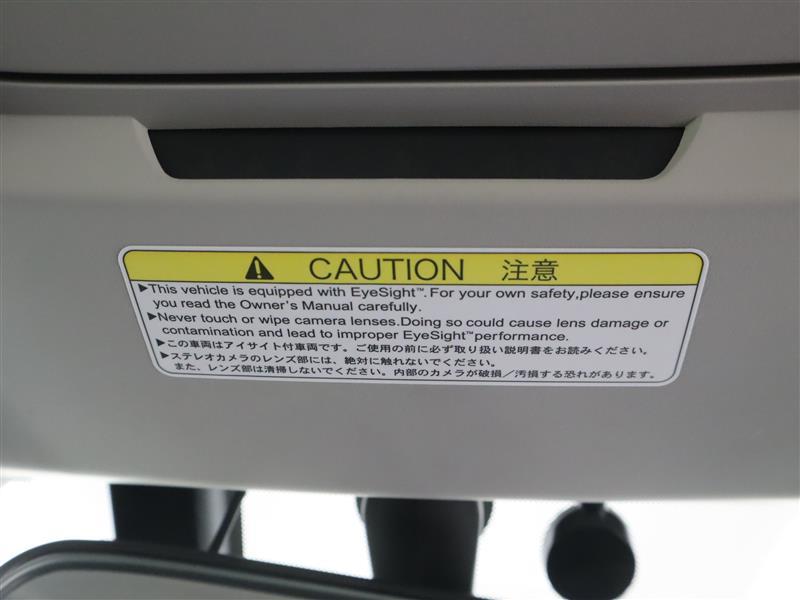 CAUTION 注意
▶This vehicle is equipped with EyeSight™. For your own safety,please ensure
you read the Owner's Manual carefully.
▶Never touch or wipe camera lenses.Doing so could cause lens damage or
contamination and lead to improper EyeSight™performance.
▶この車両はアイサイト付車両です。ご使用の前に必ず取り扱い説明書をお読みください。
▶ステレオカメラのレンズ部には、絶対に触れないでください。
また、レンズ部は清掃しないでください。内部のカメラが破損／汚損する恐れがあります。